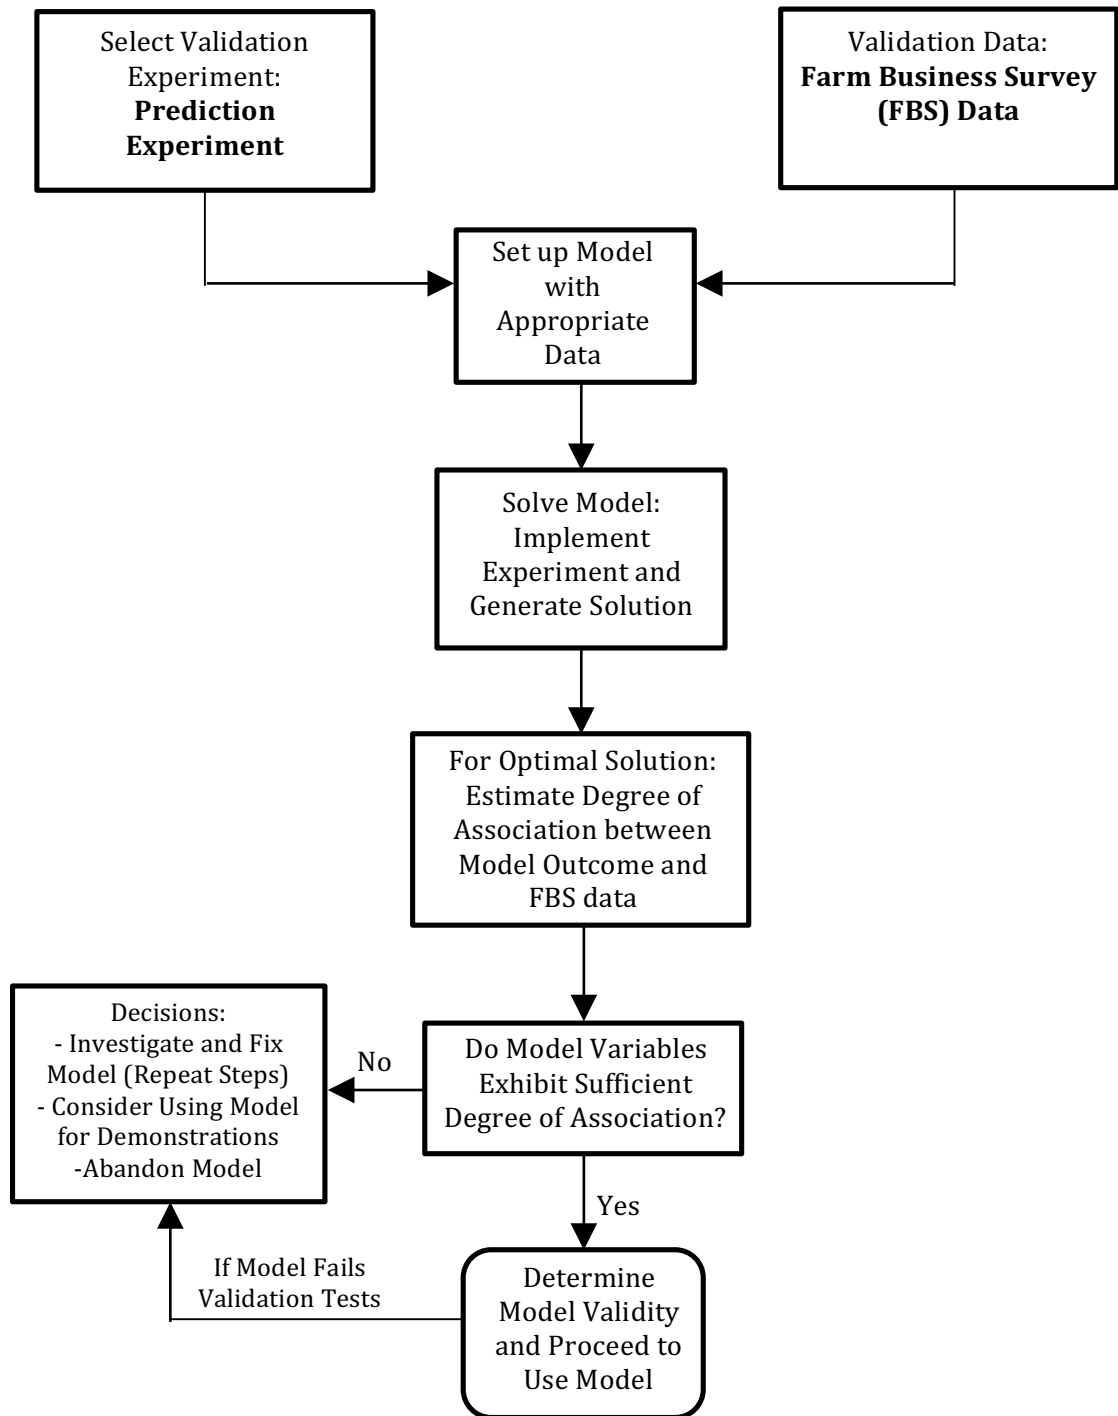 Select Validation
Experiment:
Prediction
Experiment
Validation Data:
Farm Business Survey
(FBS) Data
Set up Model
with
Appropriate
Data
Solve Model:
Implement
Experiment and
Generate Solution
For Optimal Solution:
Estimate Degree of
Association between
Model Outcome and
FBS data
Decisions:
- Investigate and Fix
Model (Repeat Steps)
- Consider Using Model
for Demonstrations
-Abandon Model
No
Do Model Variables
Exhibit Sufficient
Degree of Association?
Yes
If Model Fails
Validation Tests
Determine
Model Validity
and Proceed to
Use Model